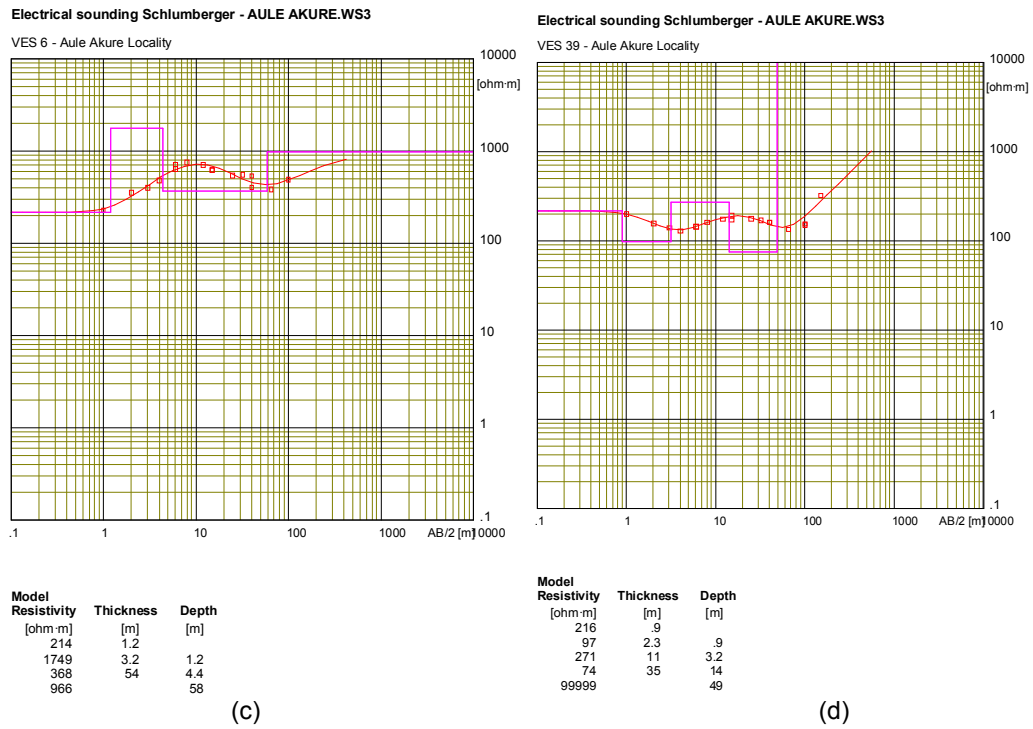 Electrical sounding Schlumberger - AULE AKURE.WS3
VES 6 - Aule Akure Locality
10000
[ohm·m]
1000
100
10
1
.1
.1 1 10 100 1000 AB/2 [m] 10000
Model
Resistivity Thickness Depth
[ohm·m] [m] [m]
214 1.2
1749 3.2 1.2
368 54 4.4
966 58
(c)
Electrical sounding Schlumberger - AULE AKURE.WS3
VES 39 - Aule Akure Locality
10000
[ohm·m]
1000
100
10
1
.1
.1 1 10 100 1000 AB/2 [m] 10000
Model
Resistivity Thickness Depth
[ohm·m] [m] [m]
216 .9
97 2.3 .9
271 11 3.2
74 35 14
99999 49
(d)